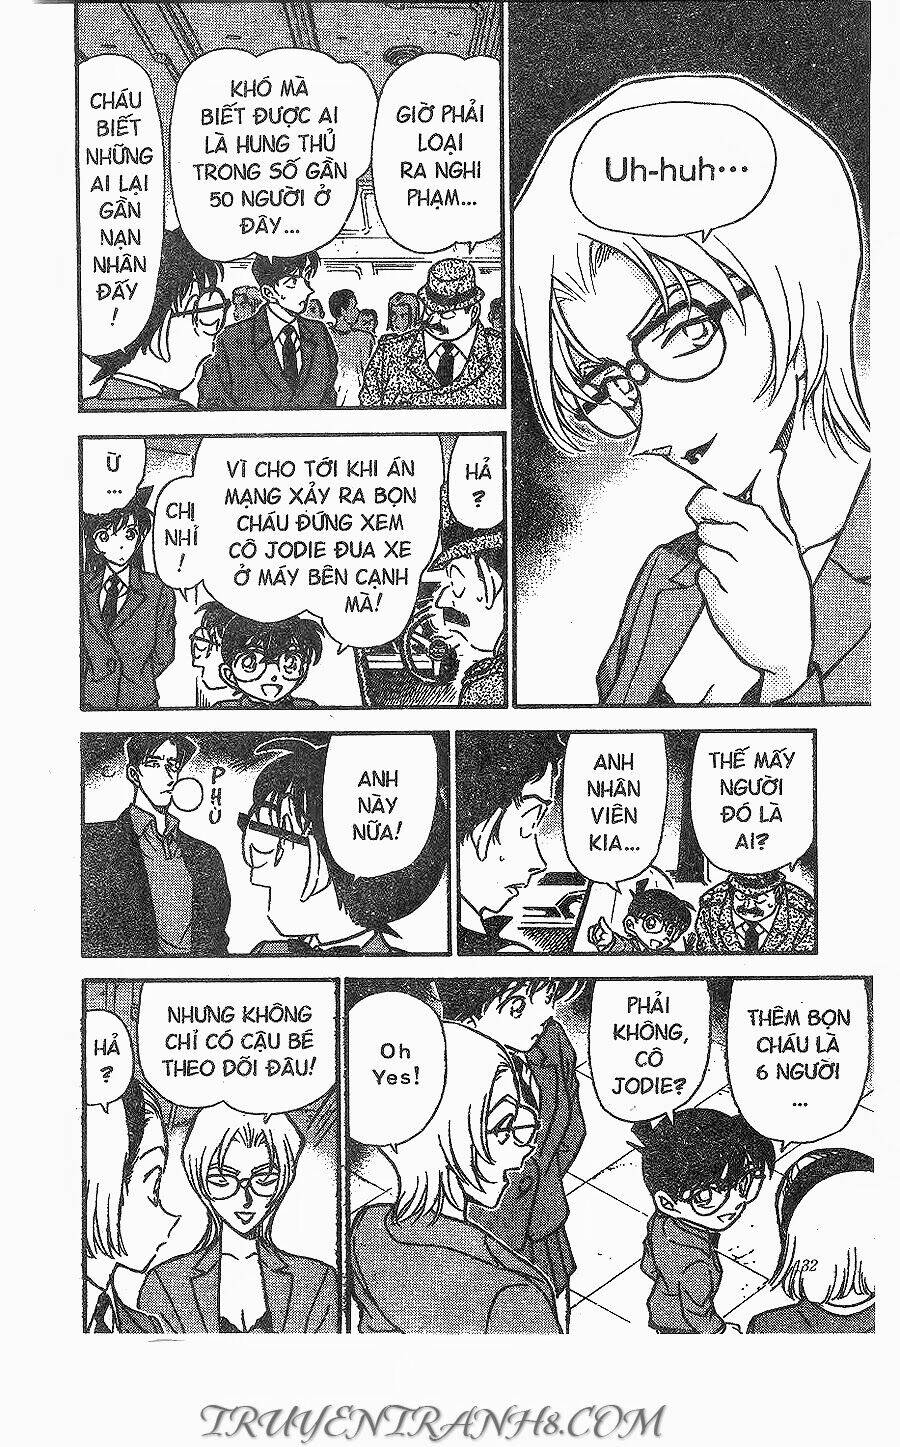 Uh-huh...
GIỜ PHẢI
LOẠI
RA NGHI
PHẠM...
KHÓ MÀ
BIẾT ĐƯỢC AI
LÀ HUNG THỦ
TRONG SỐ GẦN
50 NGƯỜI Ở
ĐÂY...
CHÁU
BIẾT
NHỮNG
AI LẠI
GẦN
NẠN
NHÂN
ĐẤY
!
HẢ
?
VÌ CHO TỚI KHI ÁN
MẠNG XẢY RA BỌN
CHÁU ĐỨNG XEM
CÔ JODIE ĐUA XE
Ở MÁY BÊN CẠNH
MÀ!
CHỊ
NHỈ
!
Ừ
...
THẾ MẤY
NGƯỜI
ĐÓ LÀ
AI?
ANH
NHÂN
VIÊN
KIA...
ANH
NÀY
NỮA!
PHÙ
THÊM BỌN
CHÁU LÀ
6 NGƯỜI
...
PHẢI
KHÔNG,
CÔ
JODIE?
Oh
Yes!
NHƯNG KHÔNG
CHỈ CÓ CẬU BÉ
THEO DÕI ĐÂU!
HẢ
?
132
TRUYENTRANH8.COM